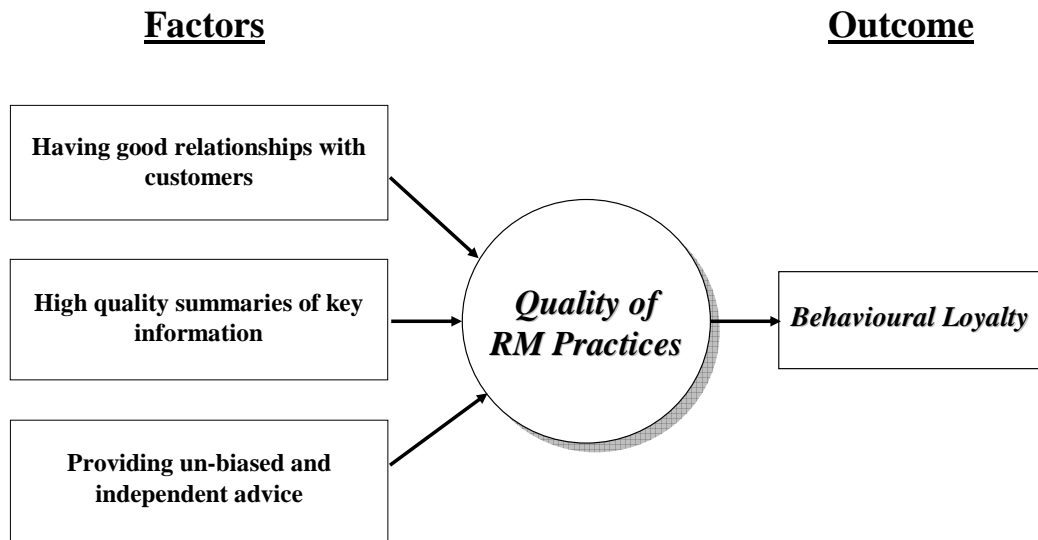 Factors
Outcome
Having good relationships with
customers
High quality summaries of key
information
Providing un-biased and
independent advice
Quality of
RM Practices
Behavioural Loyalty